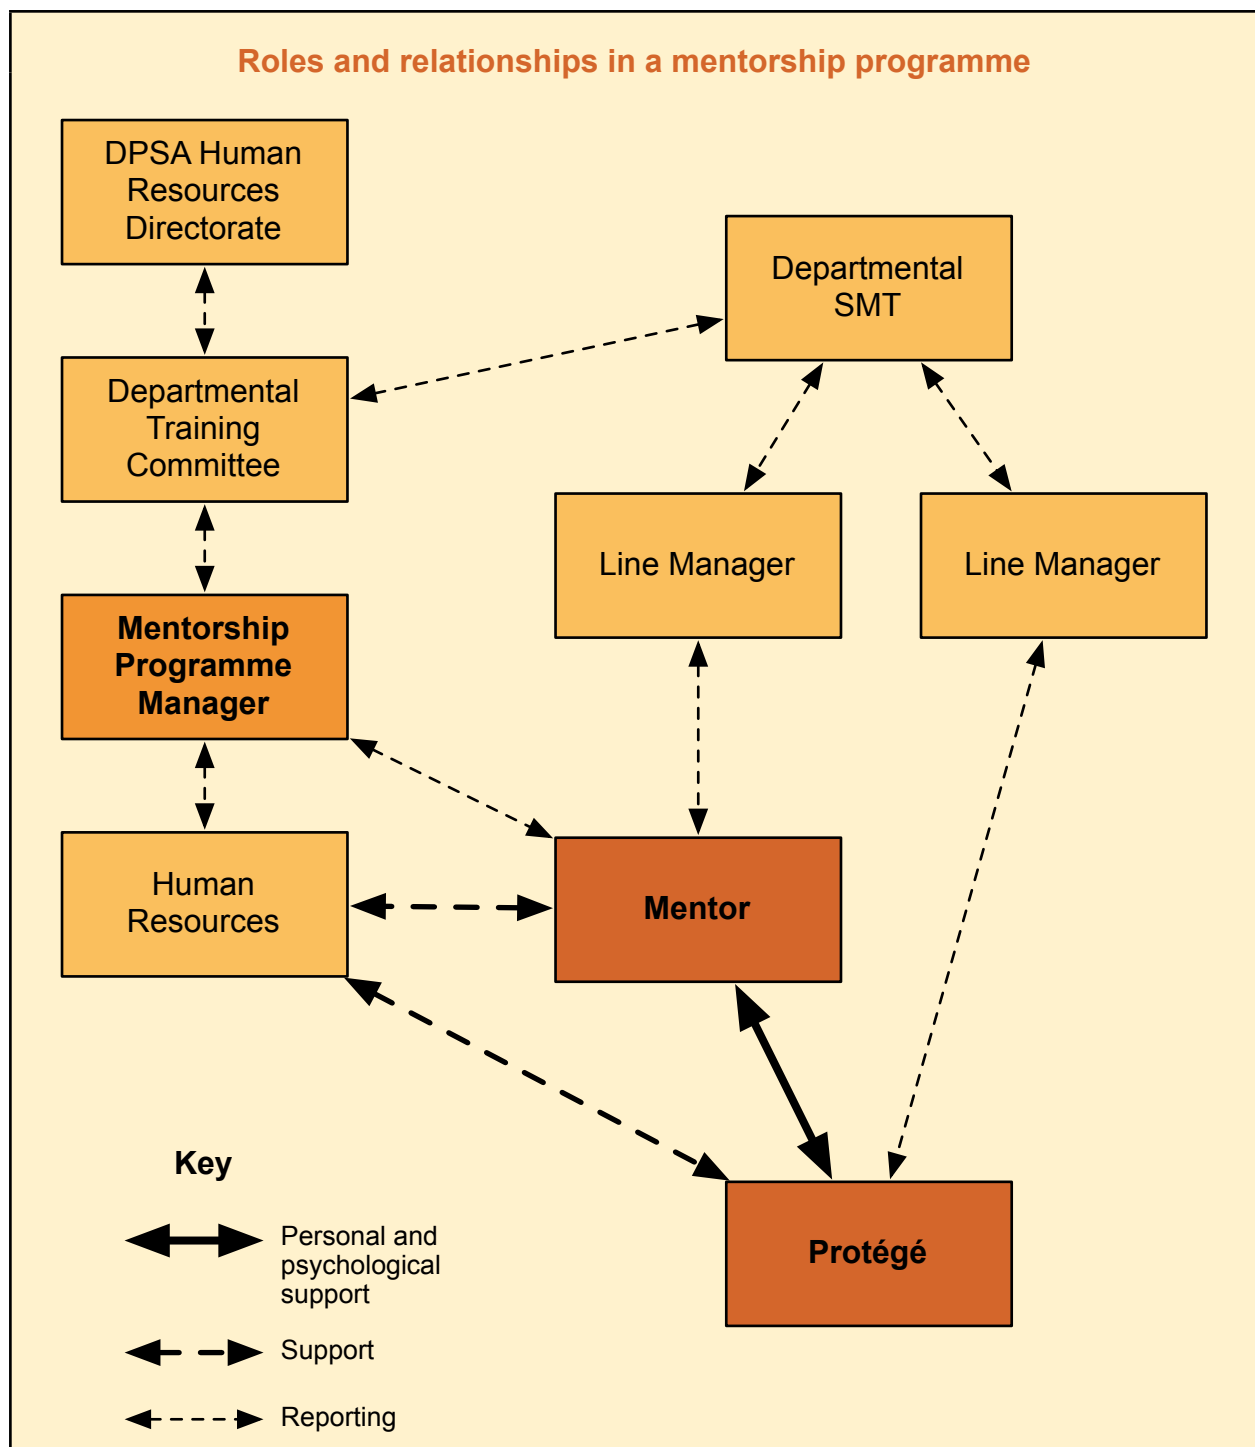 Roles and relationships in a mentorship programme
DPSA Human
Resources
Directorate
Departmental
SMT
Departmental
Training
Committee
Line Manager
Line Manager
Mentorship
Programme
Manager
Human
Resources
Mentor
Protégé
Key
Personal and
psychological
support
Support
Reporting